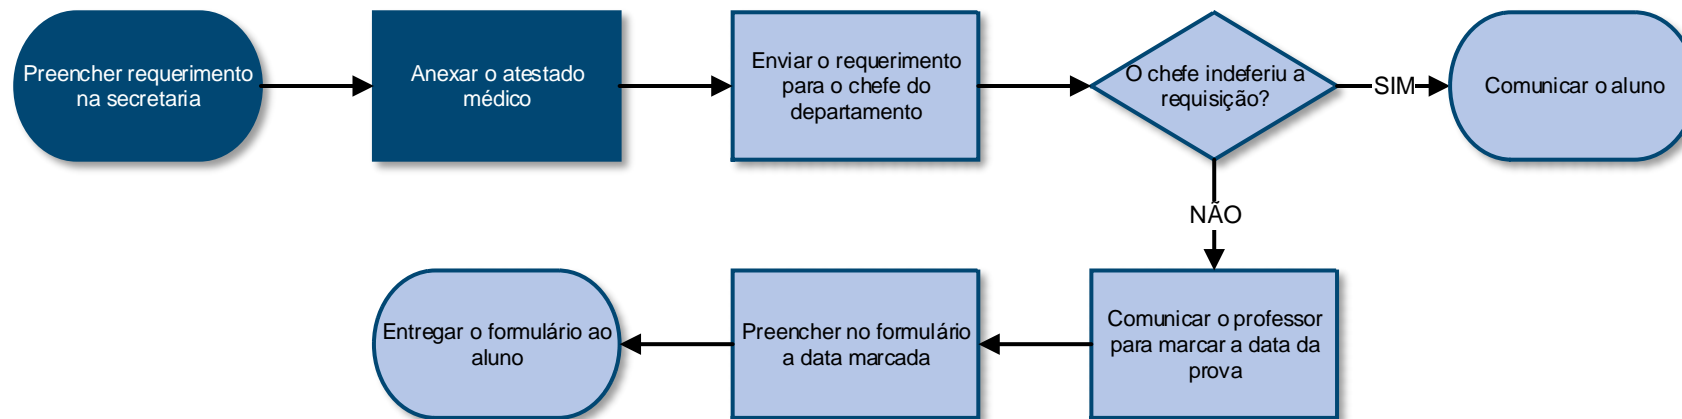 Preencher requerimento
na secretaria
Anexar o atestado
médico
Enviar o requerimento
para o chefe do
departamento
O chefe indeferiu a
requisição?
SIM
Comunicar o aluno
NÃO
Entregar o formulário ao
aluno
Preencher no formulário
a data marcada
Comunicar o professor
para marcar a data da
prova